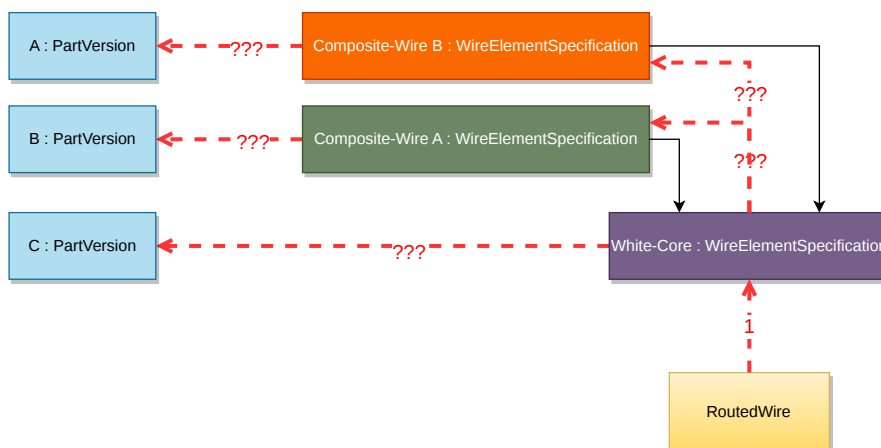 A : PartVersion
???
Composite-Wire B : WireElementSpecification
???
B : PartVersion
???
Composite-Wire A : WireElementSpecification
???
C : PartVersion
???
White-Core : WireElementSpecification
1
RoutedWire